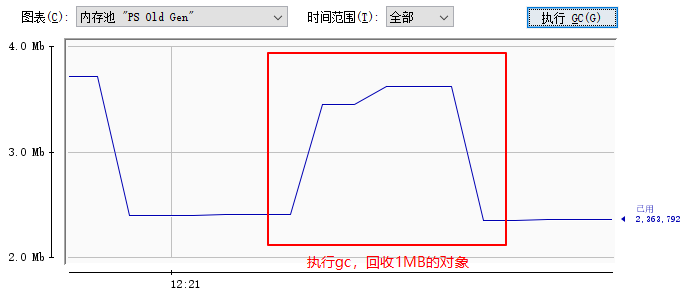 图表(C): 内存池 "PS Old Gen" 时间范围(T): 全部 执行 GC(G)
4.0 Mb
3.0 Mb
已用
2,363,792
2.0 Mb
执行gc，回收1MB的对象
12:21